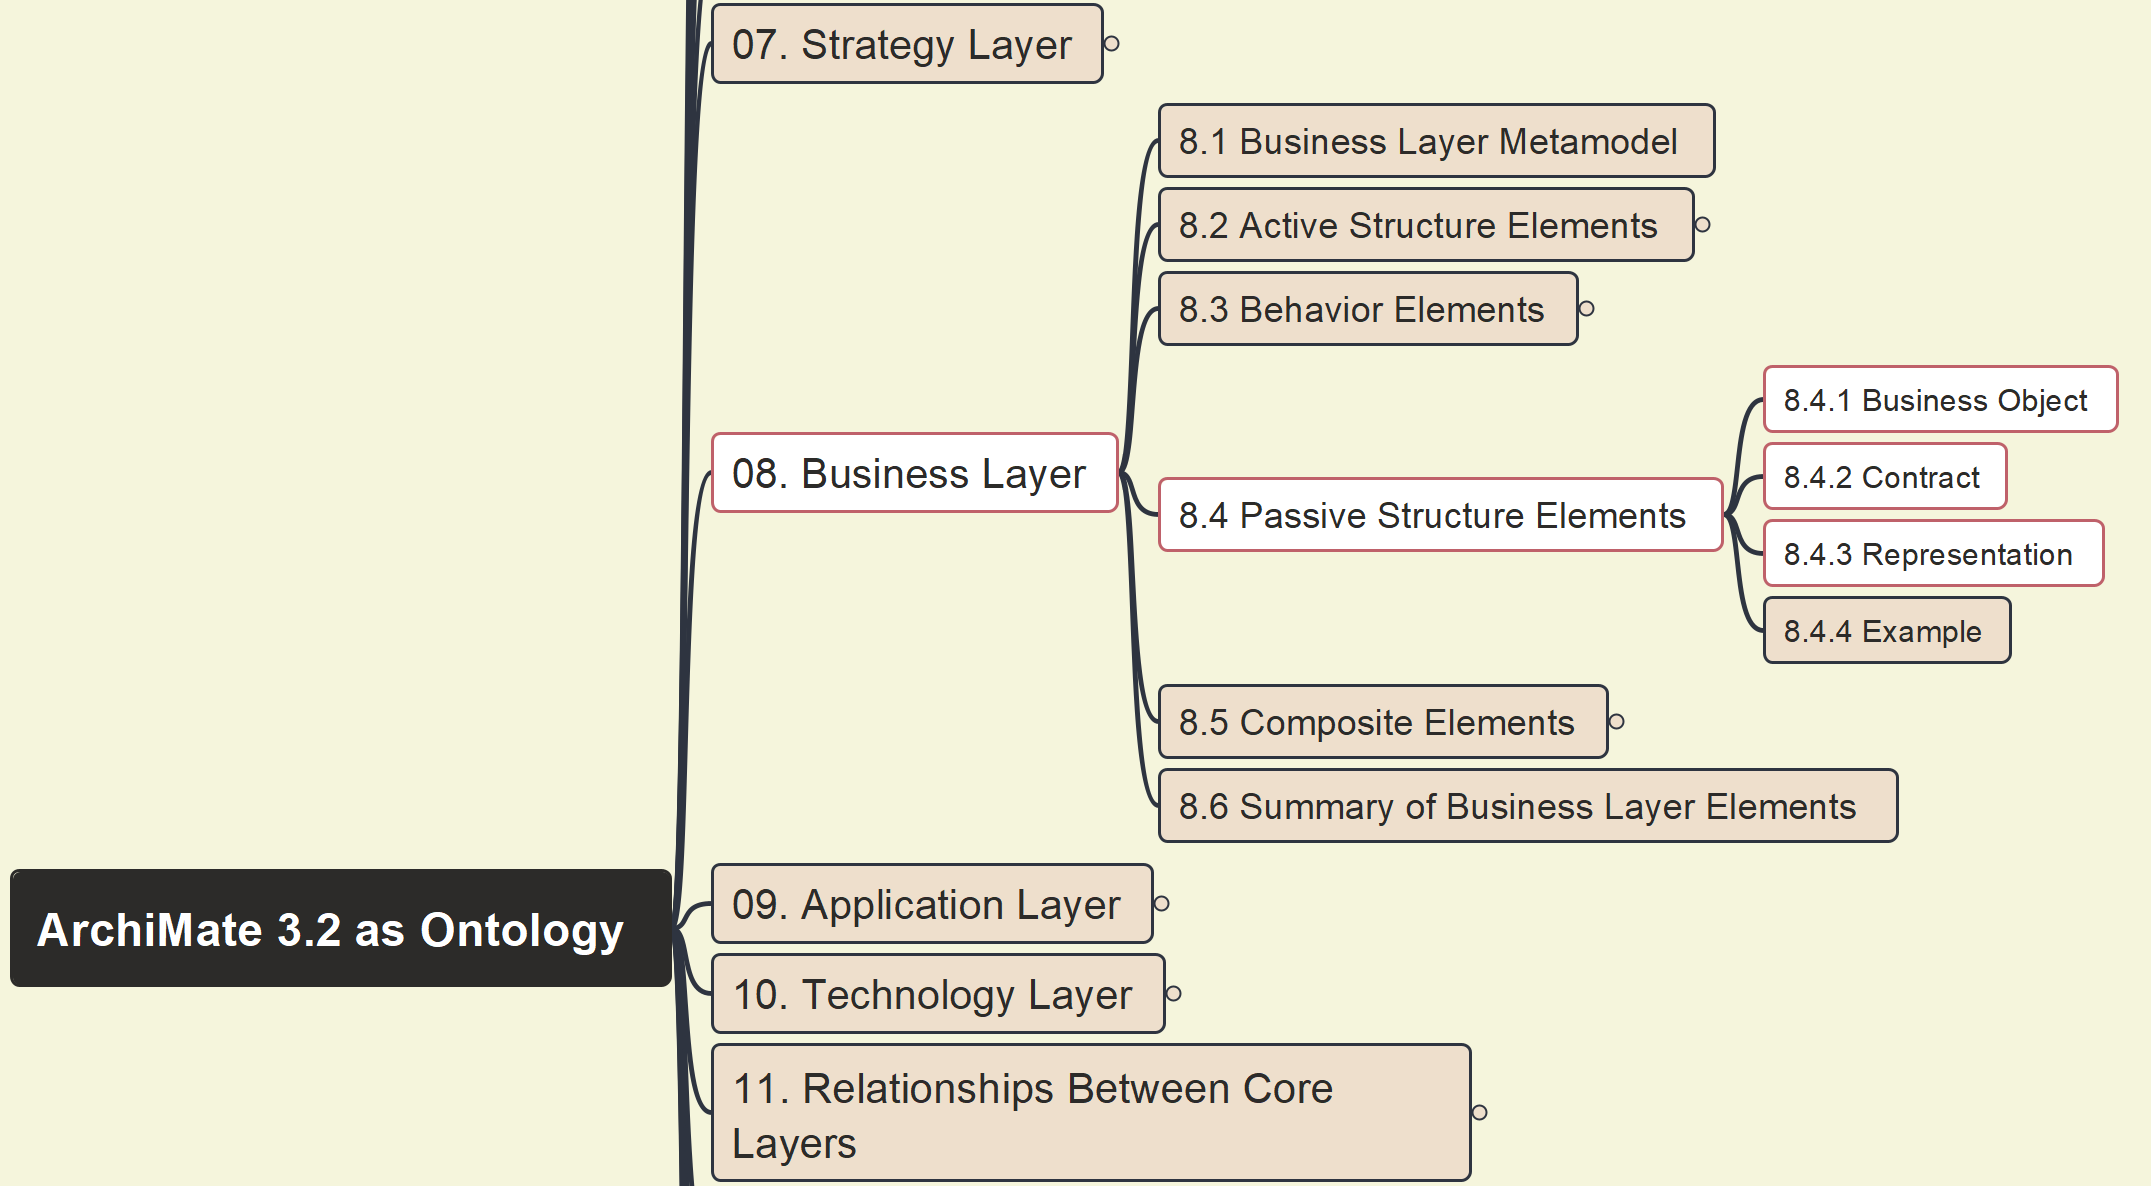 07. Strategy Layer
8.1 Business Layer Metamodel
8.2 Active Structure Elements
8.3 Behavior Elements
08. Business Layer
8.4 Passive Structure Elements
8.4.1 Business Object
8.4.2 Contract
8.4.3 Representation
8.4.4 Example
8.5 Composite Elements
8.6 Summary of Business Layer Elements
ArchiMate 3.2 as Ontology
09. Application Layer
10. Technology Layer
11. Relationships Between Core
Layers